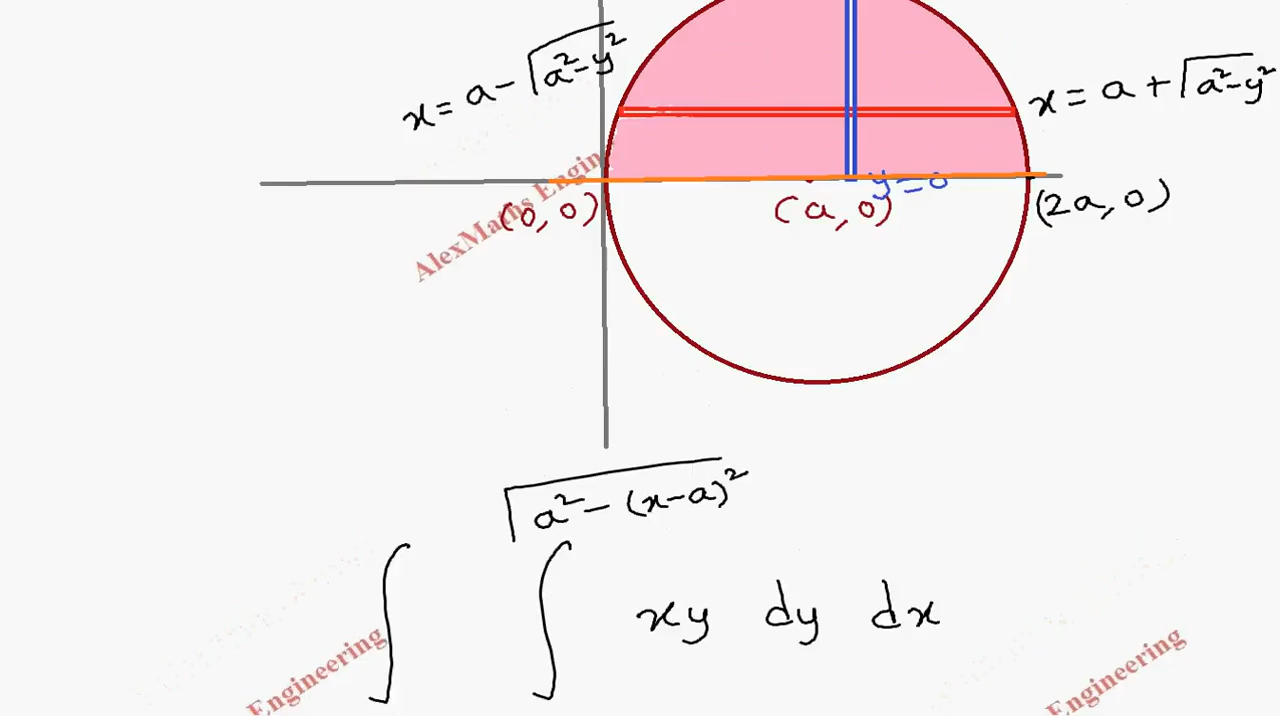 x = a - √(a² - y²)
x = a + √(a² - y²)
AlexMaths Engin
y = 0
(0, 0)
(a, 0)
(2a, 0)
√(a² - (x-a)²
∫ ∫ xy dy dx
Engineering
Engineering